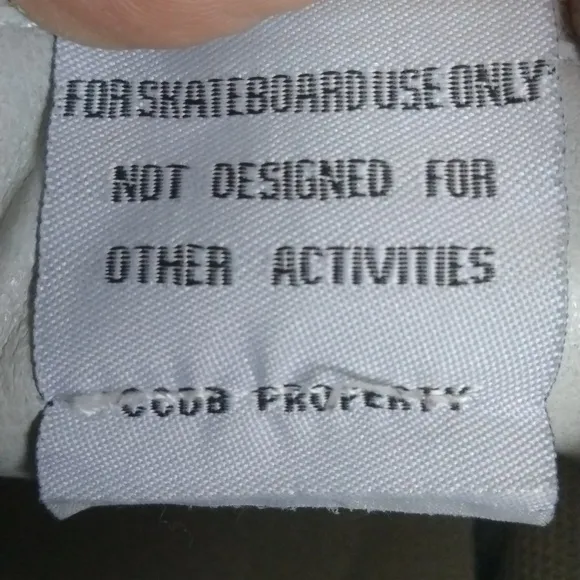 FOR SKATEBOARD USE ONLY
NOT DESIGNED FOR
OTHER ACTIVITIES
PROPERTY